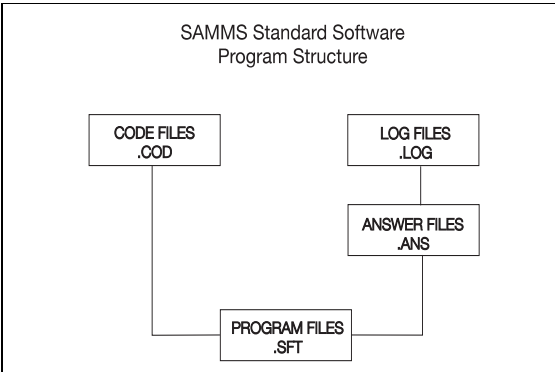 SAMMS Standard Software
Program Structure
CODE FILES
.COD
LOG FILES
.LOG
ANSWER FILES
.ANS
PROGRAM FILES
.SFT